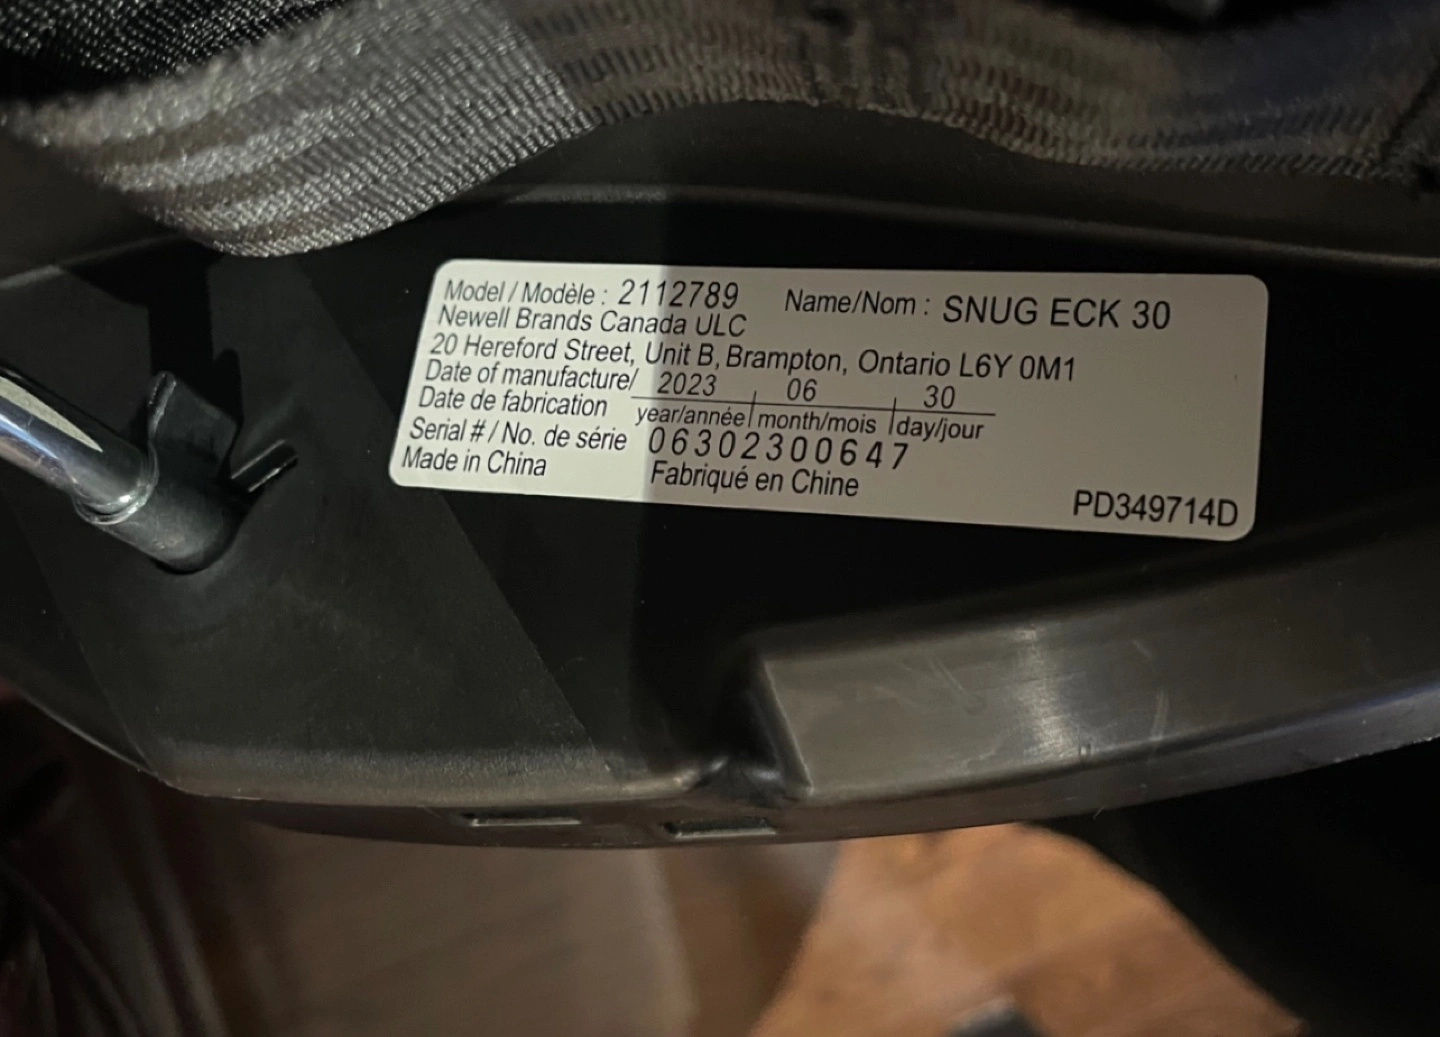 Model / Modèle : 2112789 Name/Nom : SNUG ECK 30
Newell Brands Canada ULC
20 Hereford Street, Unit B, Brampton, Ontario L6Y 0M1
Date of manufacture/ 2023 06 30
Date de fabrication year/année month/mois day/jour
Serial # / No. de série 06302300647
Made in China Fabriqué en Chine
PD349714D